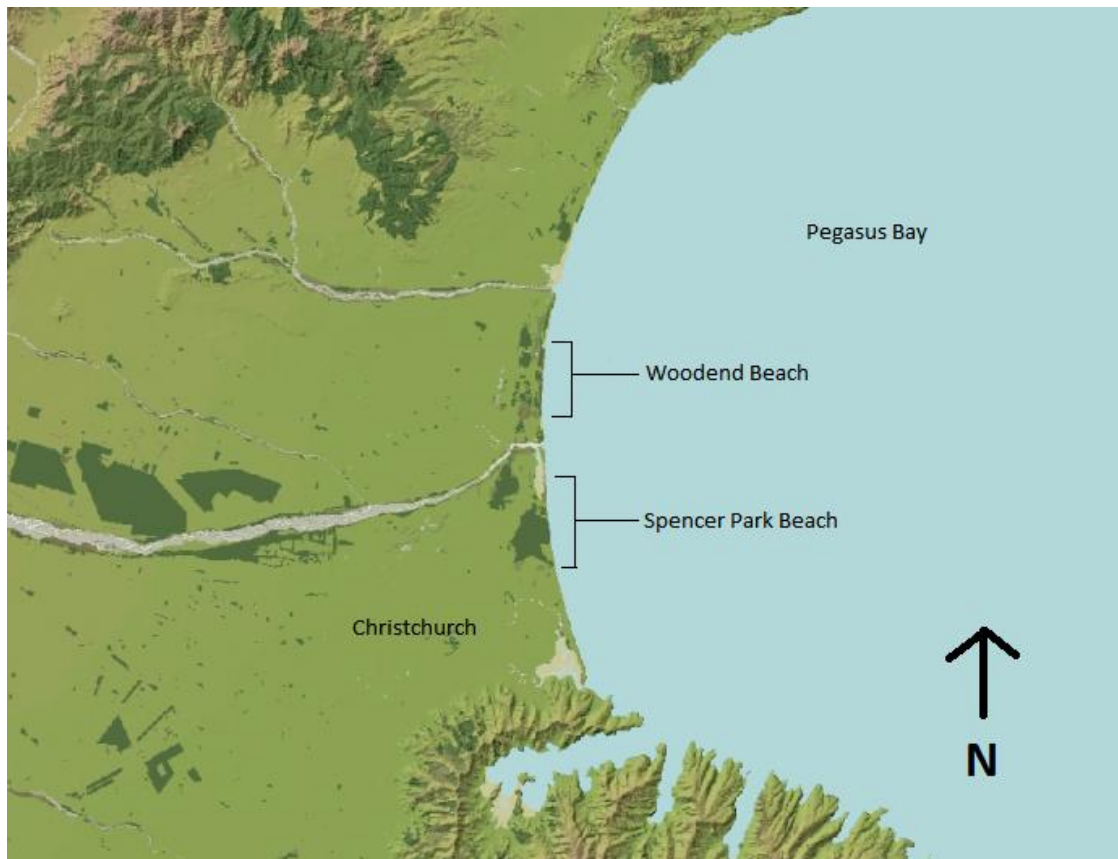 Pegasus Bay
Woodend Beach
Spencer Park Beach
Christchurch
N